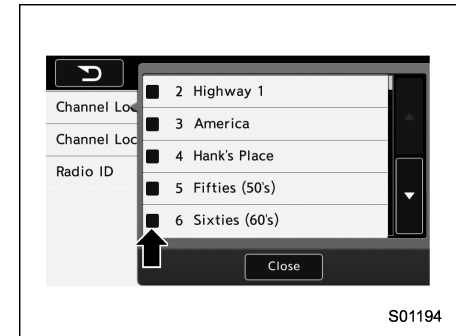 2 Highway 1
Channel Loc
3 America
Channel Loc
4 Hank's Place
Radio ID
5 Fifties (50's)
6 Sixties (60's)
Close
S01194